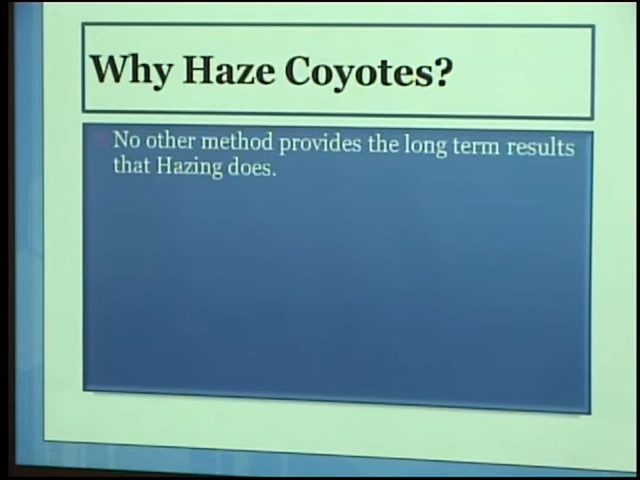 Why Haze Coyotes?
No other method provides the long term results
that Hazing does.